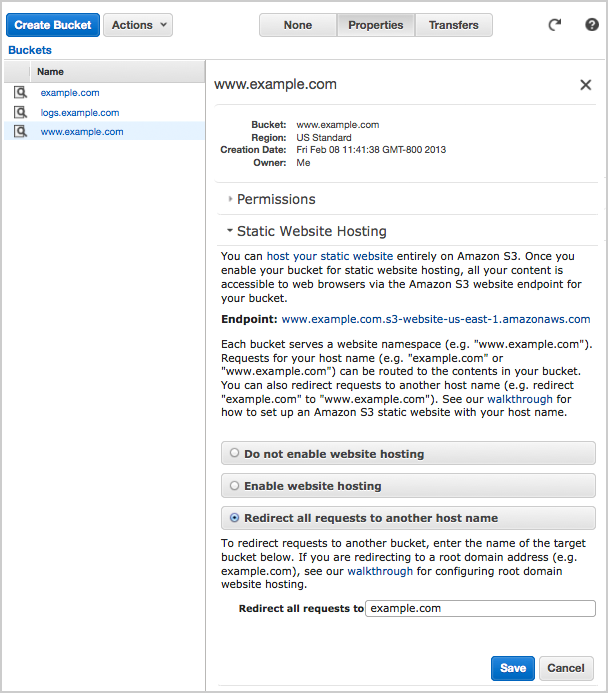 Create Bucket Actions None Properties Transfers
Buckets
Name
example.com
logs.example.com
www.example.com
www.example.com
Bucket: www.example.com
Region: US Standard
Creation Date: Fri Feb 08 11:41:38 GMT-800 2013
Owner: Me
Permissions
Static Website Hosting
You can host your static website entirely on Amazon S3. Once you
enable your bucket for static website hosting, all your content is
accessible to web browsers via the Amazon S3 website endpoint for
your bucket.
Endpoint: www.example.com.s3-website-us-east-1.amazonaws.com
Each bucket serves a website namespace (e.g. "www.example.com").
Requests for your host name (e.g. "example.com" or
"www.example.com") can be routed to the contents in your bucket.
You can also redirect requests to another host name (e.g. redirect
"example.com" to "www.example.com"). See our walkthrough for
how to set up an Amazon S3 static website with your host name.
Do not enable website hosting
Enable website hosting
Redirect all requests to another host name
To redirect requests to another bucket, enter the name of the target
bucket below. If you are redirecting to a root domain address (e.g.
example.com), see our walkthrough for configuring root domain
website hosting.
Redirect all requests to example.com
Save Cancel